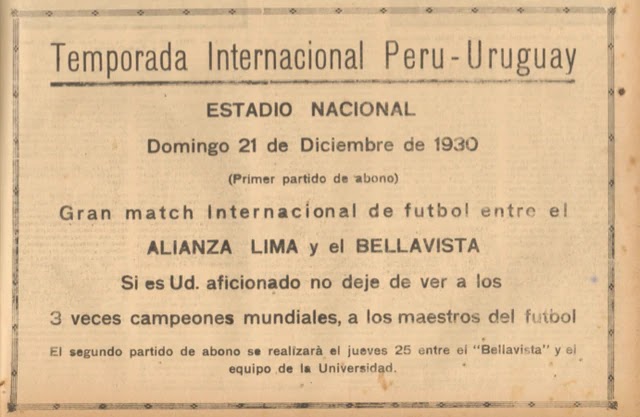 Temporada Internacional Peru-Uruguay
ESTADIO NACIONAL
Domingo 21 de Diciembre de 1930
(Primer partido de abono)
Gran match Internacional de futbol entre el
ALIANZA LIMA y el BELLAVISTA
Si es Ud. aficionado no deje de ver a los
3 veces campeones mundiales, a los maestros del futbol
El segundo partido de abono se realizarà el jueves 25 entre el "Bellavista" y el
equipo de la Universidad.